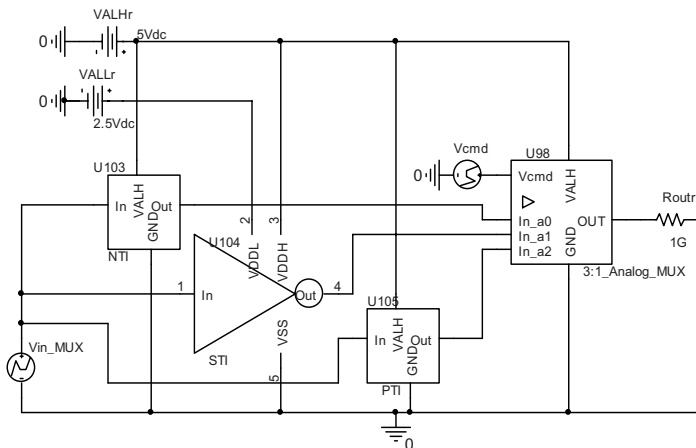 VALHr
0
5Vdc
VALLr
0
2.5Vdc
U103
In
VALH
GND
Out
NTI
2
3
U104
VDDL
VDDH
1
In
Out
4
VSS
STI
5
U105
In
VALH
GND
Out
PTI
Vcmd
0
U98
Vcmd
VALH
In_a0
In_a1
In_a2
OUT
GND
3:1_Analog_MUX
Routr
1G
Vin_MUX
0